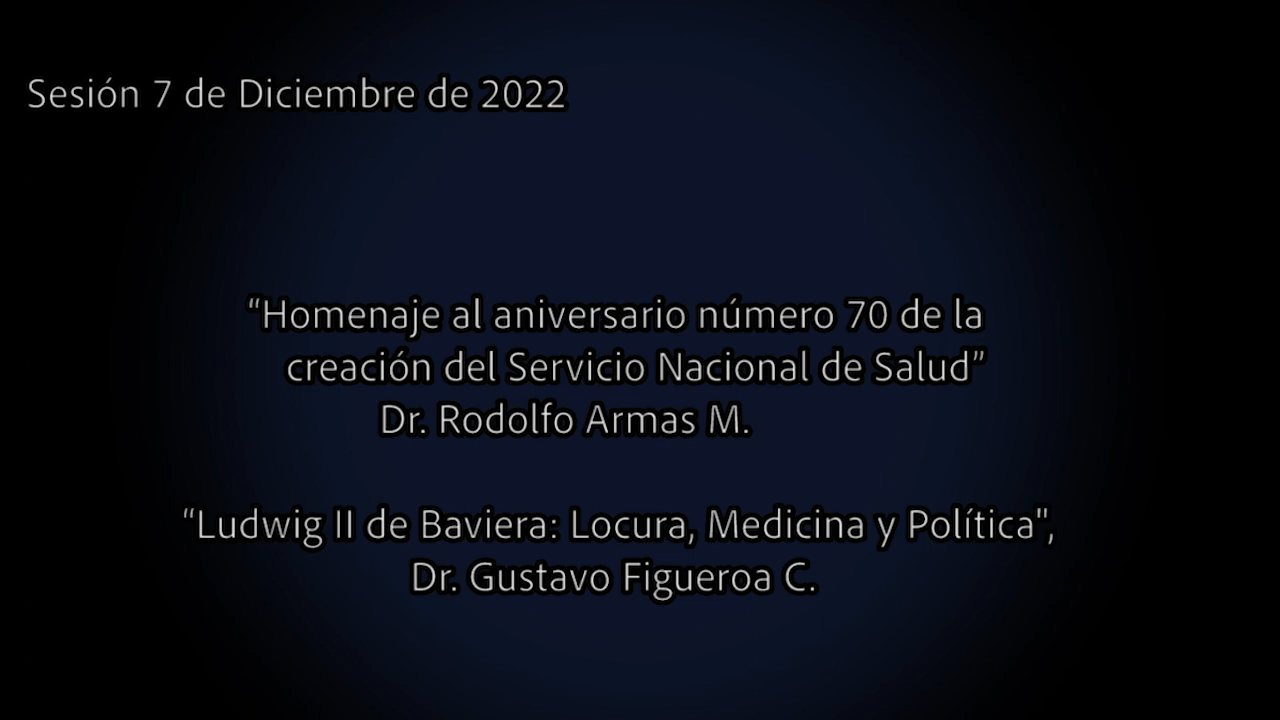 Sesión 7 de Diciembre de 2022
“Homenaje al aniversario número 70 de la
creación del Servicio Nacional de Salud”
Dr. Rodolfo Armas M.
“Ludwig II de Baviera: Locura, Medicina y Política",
Dr. Gustavo Figueroa C.